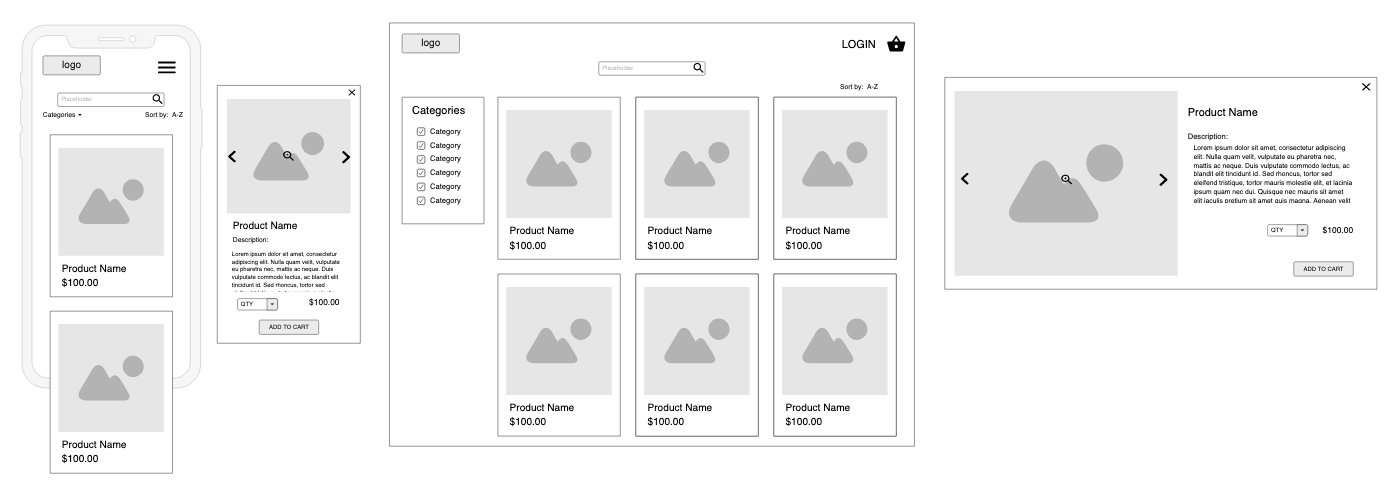 logo
Placeholder
Categories
Sort by: A-Z
Product Name
$100.00
Product Name
$100.00
Product Name
Description:
Lorem ipsum dolor sit amet, consectetur
adipiscing elit. Nulla quam velit, vulputate
eu pharetra nec, mattis ac neque. Duis
vulputate commodo lectus, ac blandit elit
tincidunt id. Sed rhoncus, tortor sed
QTY
$100.00
ADD TO CART
logo
LOGIN
Placeholder
Sort by: A-Z
Categories
Category
Category
Category
Category
Category
Category
Product Name
$100.00
Product Name
$100.00
Product Name
$100.00
Product Name
$100.00
Product Name
$100.00
Product Name
$100.00
Product Name
Description:
Lorem ipsum dolor sit amet, consectetur adipiscing
elit. Nulla quam velit, vulputate eu pharetra nec,
mattis ac neque. Duis vulputate commodo lectus, ac
blandit elit tincidunt id. Sed rhoncus, tortor sed
eleifend tristique, tortor mauris molestie elit, et lacinia
ipsum quam nec dui. Quisque nec mauris sit amet
elit iaculis pretium sit amet quis magna. Aenean velit
QTY
$100.00
ADD TO CART